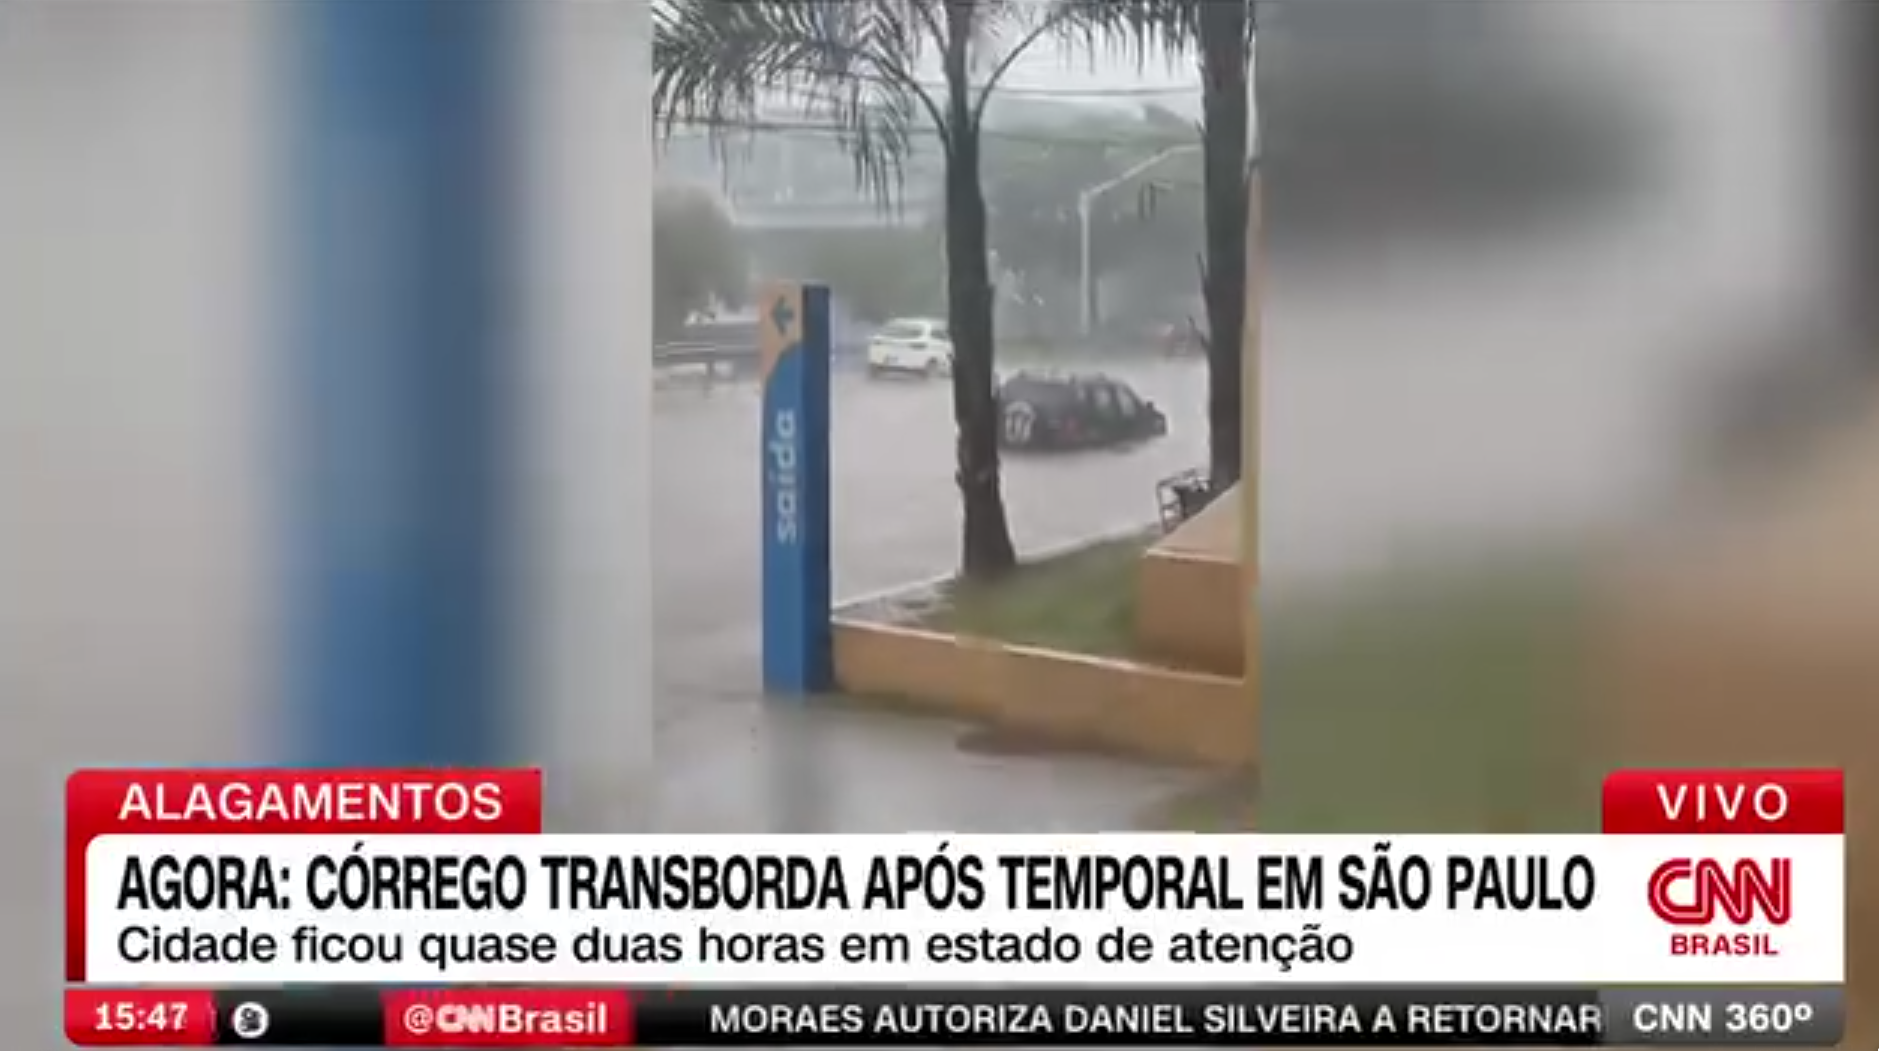 saída
ALAGAMENTOS
VIVO
AGORA: CÓRREGO TRANSBORDA APÓS TEMPORAL EM SÃO PAULO
Cidade ficou quase duas horas em estado de atenção
CNN
BRASIL
15:47
@CNNBrasil
MORAES AUTORIZA DANIEL SILVEIRA A RETORNAR
CNN 360º